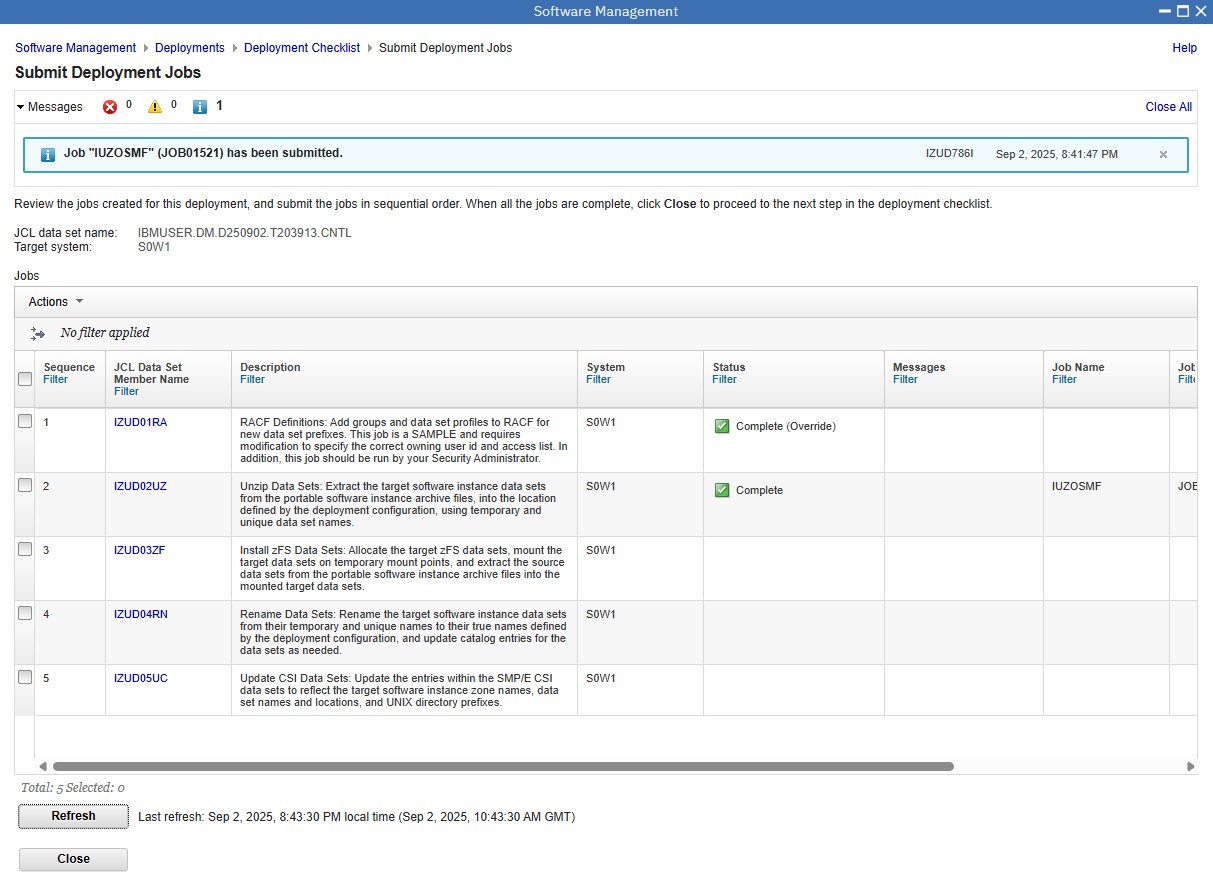 Software Management
Software Management Deployments Deployment Checklist Submit Deployment Jobs Help
Submit Deployment Jobs
Messages 0 0 1 Close All
Job "IUZOSMF" (JOB01521) has been submitted. IZUD786I Sep 2, 2025, 8:41:47 PM
Review the jobs created for this deployment, and submit the jobs in sequential order. When all the jobs are complete, click Close to proceed to the next step in the deployment checklist.
JCL data set name: IBMUSER.DM.D250902.T203913.CNTL
Target system: S0W1
Jobs
Actions
No filter applied
Sequence
Filter
JCL Data Set
Member Name
Filter
Description
Filter
System
Filter
Status
Filter
Messages
Filter
Job Name
Filter
Job
Filte
1
IZUD01RA
RACF Definitions: Add groups and data set profiles to RACF for
new data set prefixes. This job is a SAMPLE and requires
modification to specify the correct owning user id and access list. In
addition, this job should be run by your Security Administrator.
S0W1
Complete (Override)
2
IZUD02UZ
Unzip Data Sets: Extract the target software instance data sets
from the portable software instance archive files, into the location
defined by the deployment configuration, using temporary and
unique data set names.
S0W1
Complete
IUZOSMF
JOB
3
IZUD03ZF
Install zFS Data Sets: Allocate the target zFS data sets, mount the
target data sets on temporary mount points, and extract the source
data sets from the portable software instance archive files into the
mounted target data sets.
S0W1
4
IZUD04RN
Rename Data Sets: Rename the target software instance data sets
from their temporary and unique names to their true names defined
by the deployment configuration, and update catalog entries for the
data sets as needed.
S0W1
5
IZUD05UC
Update CSI Data Sets: Update the entries within the SMP/E CSI
data sets to reflect the target software instance zone names, data
set names and locations, and UNIX directory prefixes.
S0W1
Total: 5 Selected: 0
Refresh Last refresh: Sep 2, 2025, 8:43:30 PM local time (Sep 2, 2025, 10:43:30 AM GMT)
Close